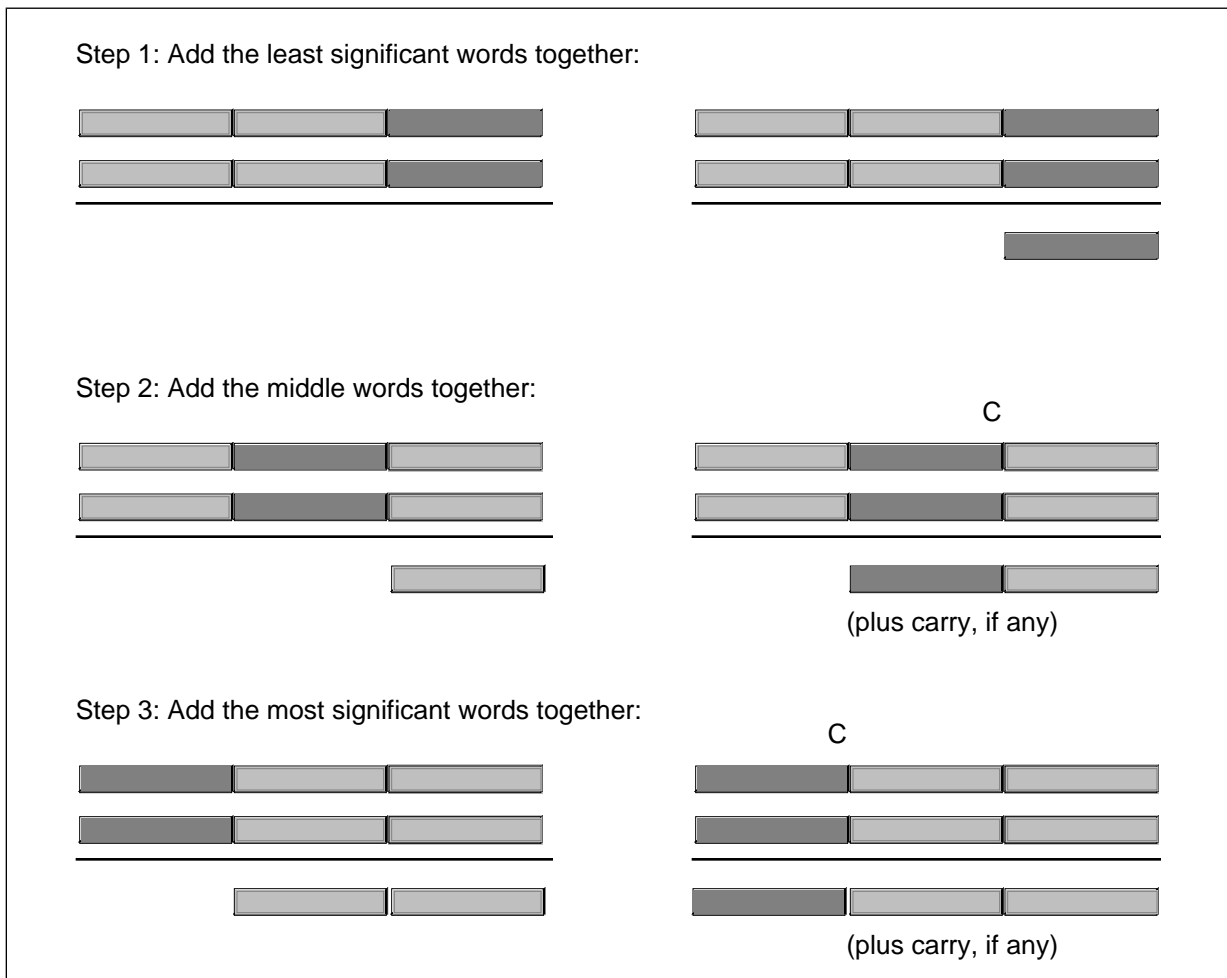 Step 1: Add the least significant words together:
Step 2: Add the middle words together:
C
(plus carry, if any)
Step 3: Add the most significant words together:
C
(plus carry, if any)